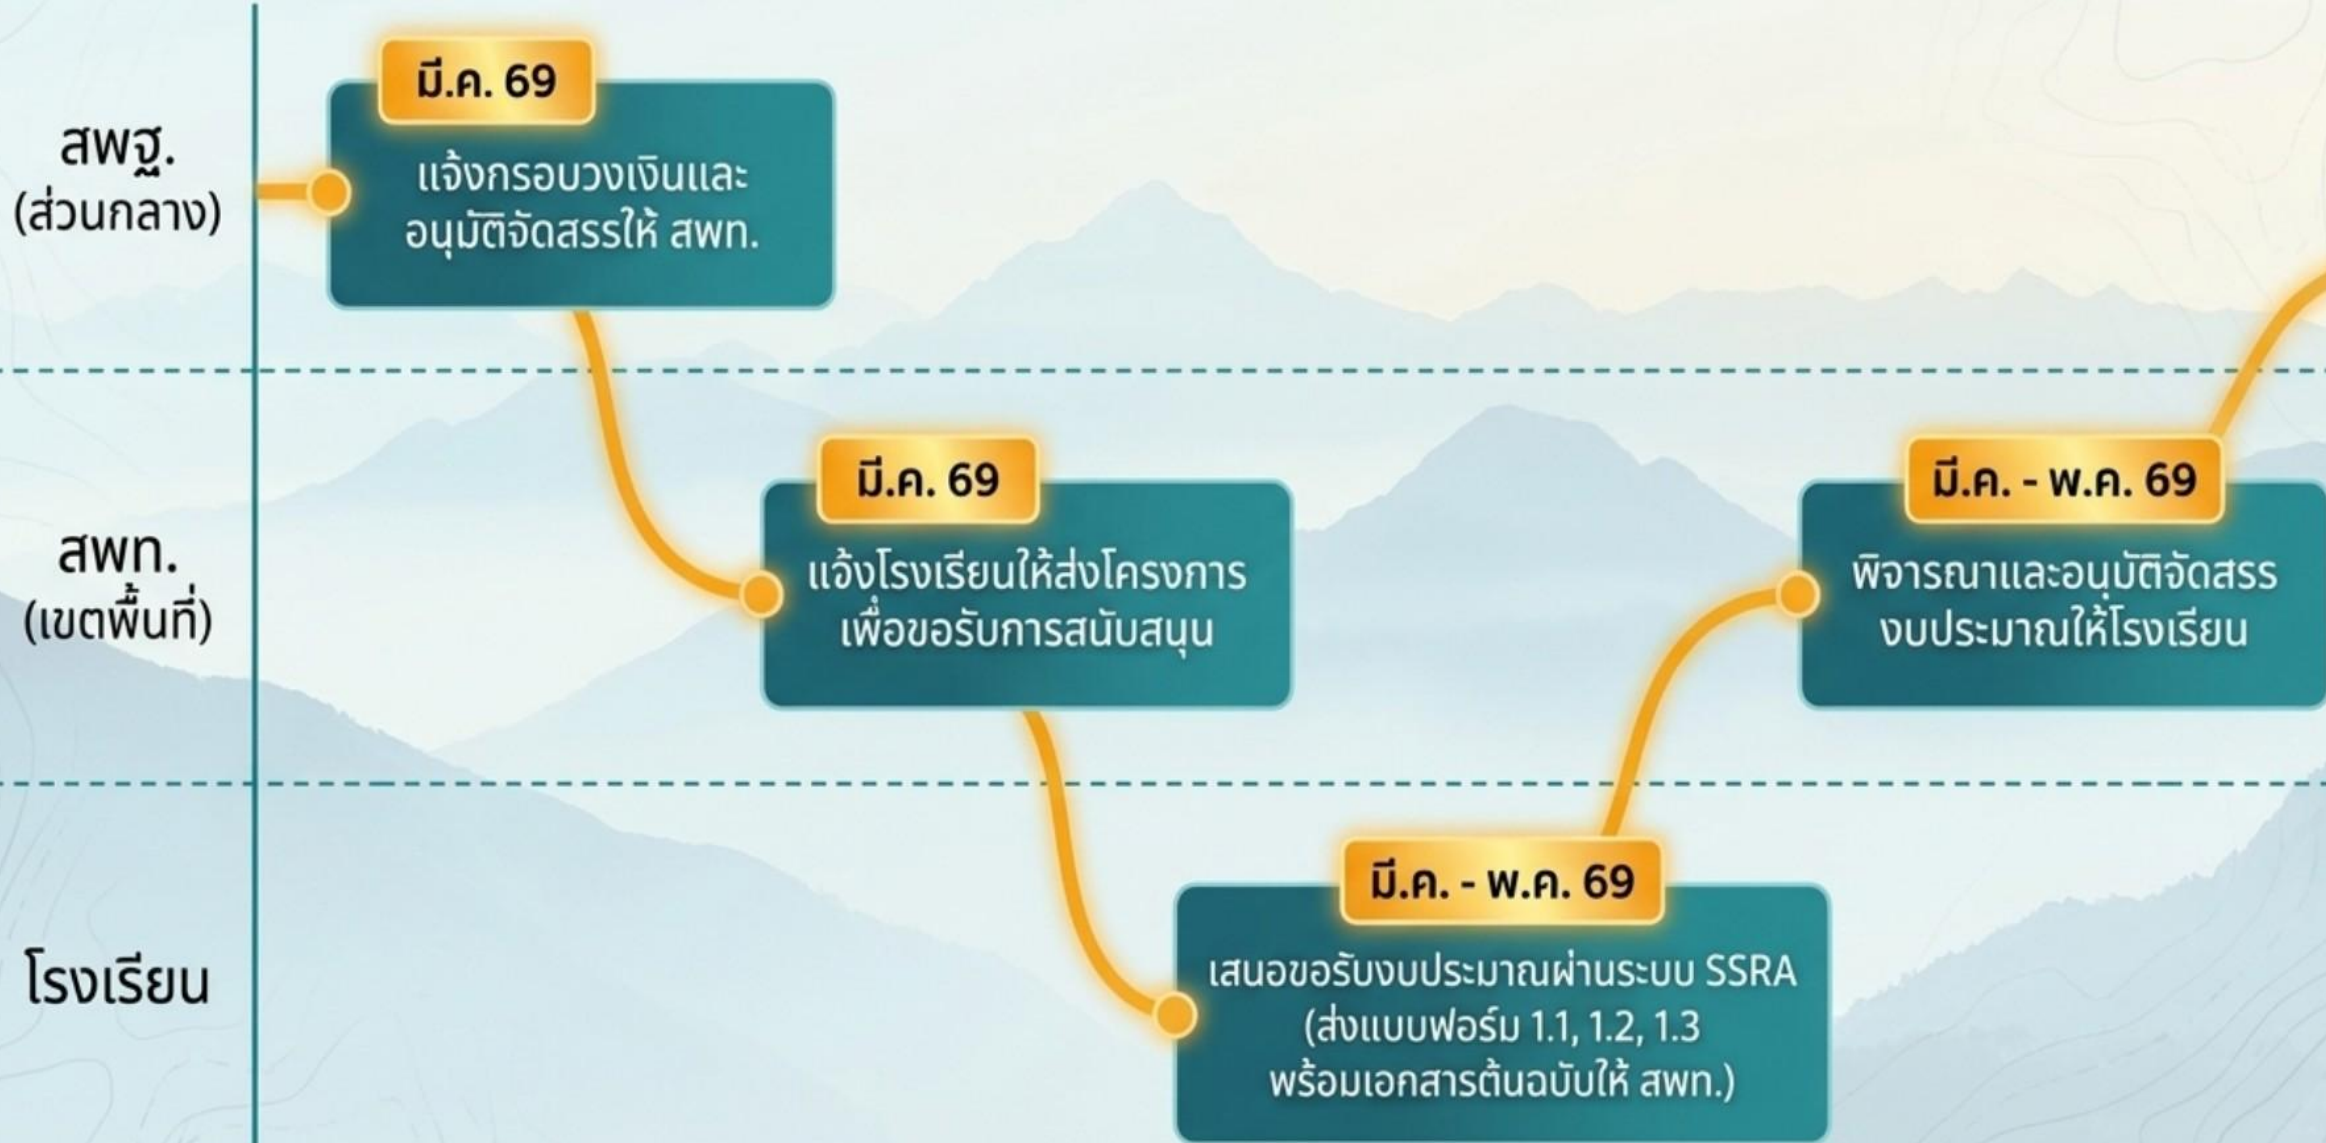 สพฐ.
(ส่วนกลาง)
มี.ค. 69
แจ้งกรอบวงเงินและ
อนุมัติจัดสรรให้ สพท.
สพท.
(เขตพื้นที่)
มี.ค. 69
แจ้งโรงเรียนให้ส่งโครงการ
เพื่อขอรับการสนับสนุน
มี.ค. - พ.ค. 69
พิจารณาและอนุมัติจัดสรร
งบประมาณให้โรงเรียน
โรงเรียน
มี.ค. - พ.ค. 69
เสนอขอรับงบประมาณผ่านระบบ SSRA
(ส่งแบบฟอร์ม 1.1, 1.2, 1.3
พร้อมเอกสารต้นฉบับให้ สพท.)